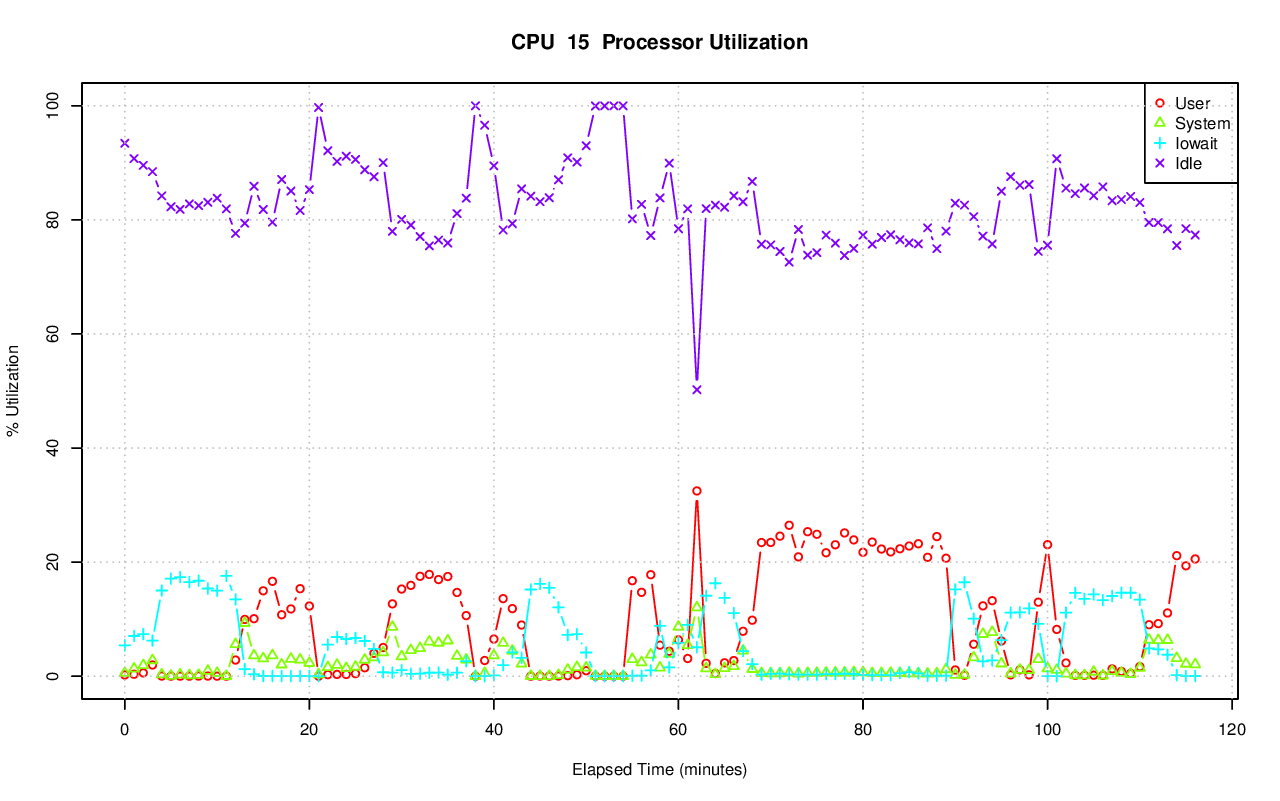 CPU 15 Processor Utilization
User
System
Iowait
Idle
% Utilization
100
80
60
40
20
0
0 20 40 60 80 100 120
Elapsed Time (minutes)